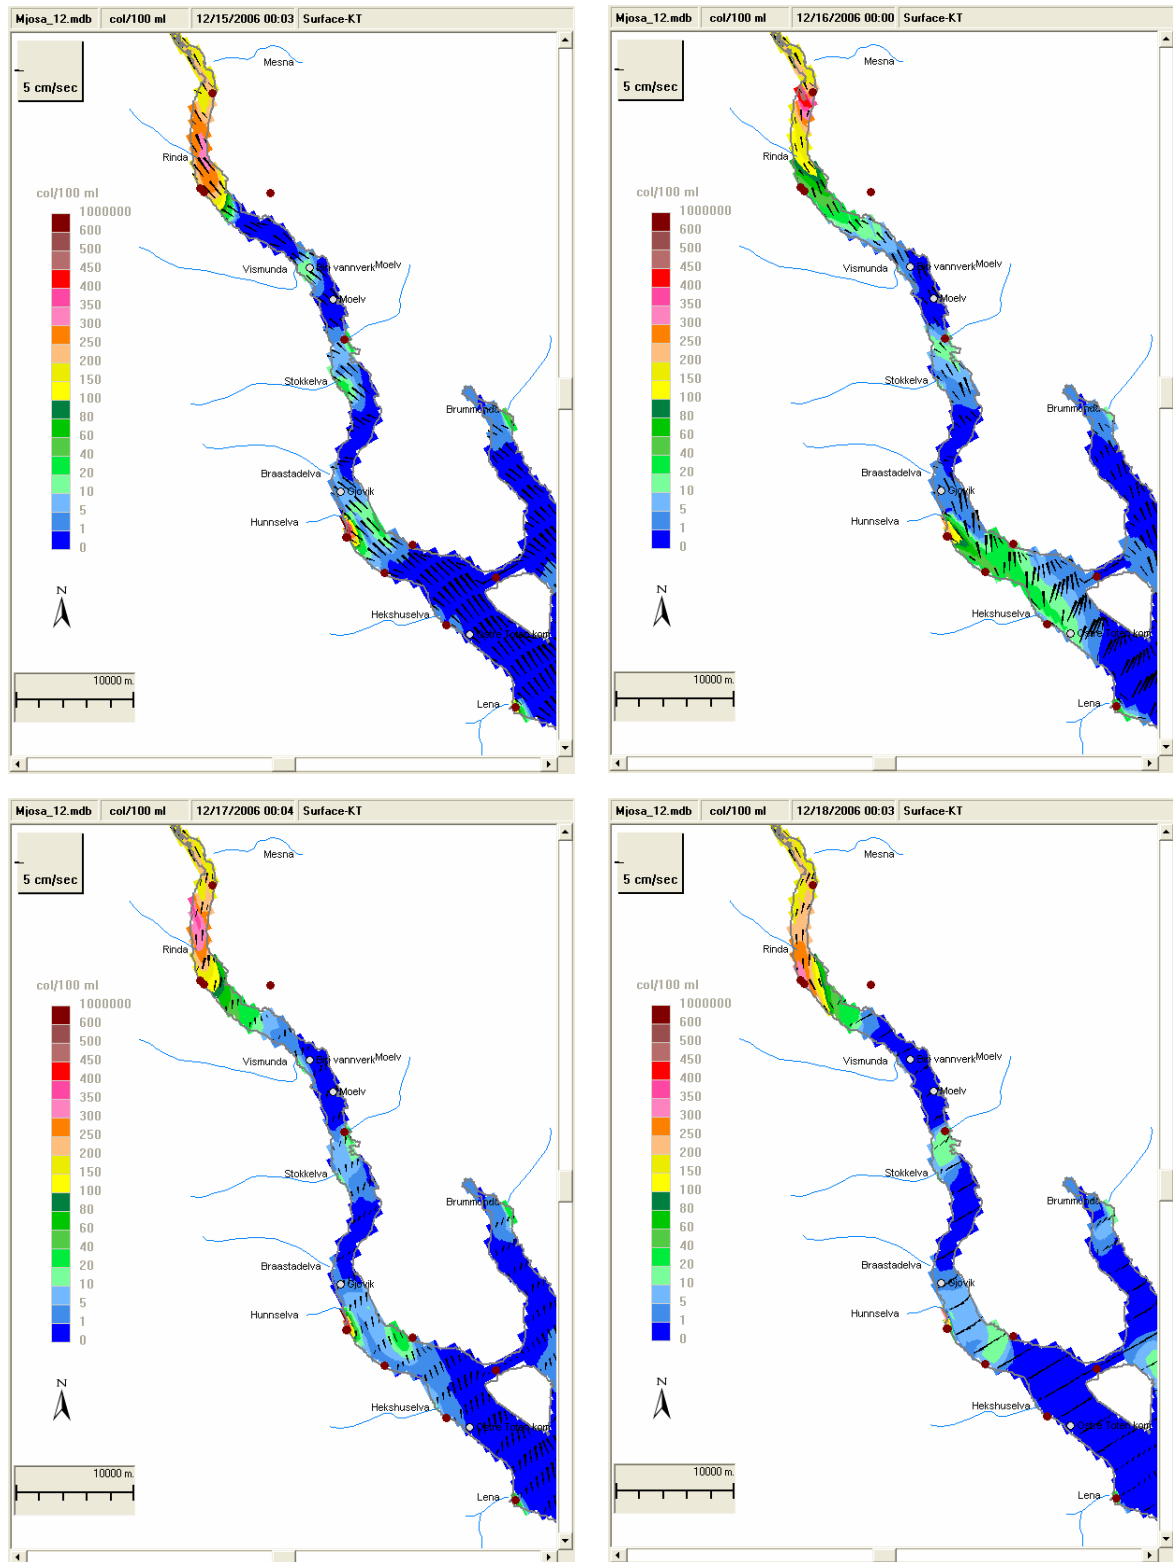 Mjosa_12.mdb col/100 ml 12/15/2006 00:03 Surface-KT
5 cm/sec
Mesna
Rinda
col/100 ml
1000000
600
500
450
400
350
300
250
200
150
100
80
60
40
20
10
5
1
0
Vismunda
vannverk
Moelv
Moelv
Stokkelva
Brummenda
Braastadelva
Gjovik
Hunnselva
N
Hekshuselva
10000 m.
Lena
Mjosa_12.mdb col/100 ml 12/16/2006 00:00 Surface-KT
5 cm/sec
Mesna
Rinda
col/100 ml
1000000
600
500
450
400
350
300
250
200
150
100
80
60
40
20
10
5
1
0
Vismunda
vannverk
Moelv
Moelv
Stokkelva
Braastadelva
Gjovik
Hunnselva
N
Hekshuselva
10000 m.
Lena
Mjosa_12.mdb col/100 ml 12/17/2006 00:04 Surface-KT
5 cm/sec
Mesna
Rinda
col/100 ml
1000000
600
500
450
400
350
300
250
200
150
100
80
60
40
20
10
5
1
0
Vismunda
vannverk
Moelv
Moelv
Stokkelva
Braastadelva
Gjovik
Hunnselva
N
Hekshuselva
10000 m.
Lena
Mjosa_12.mdb col/100 ml 12/18/2006 00:03 Surface-KT
5 cm/sec
Mesna
Rinda
col/100 ml
1000000
600
500
450
400
350
300
250
200
150
100
80
60
40
20
10
5
1
0
Vismunda
vannverk
Moelv
Moelv
Stokkelva
Braastadelva
Gjovik
Hunnselva
N
Hekshuselva
10000 m.
Lena